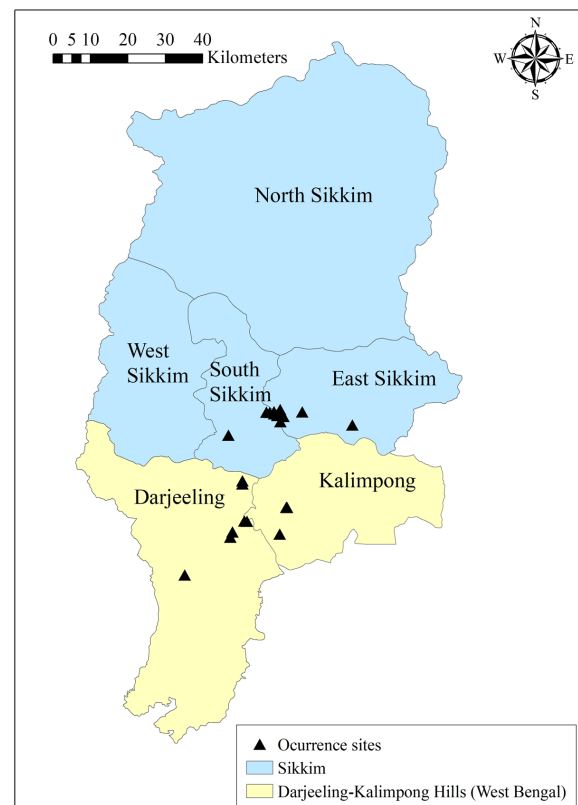 N
W E
S
0 5 10 20 30 40
Kilometers
North Sikkim
West
Sikkim
South
Sikkim
East Sikkim
Darjeeling
Kalimpong
Ocurrence sites
Sikkim
Darjeeling-Kalimpong Hills (West Bengal)